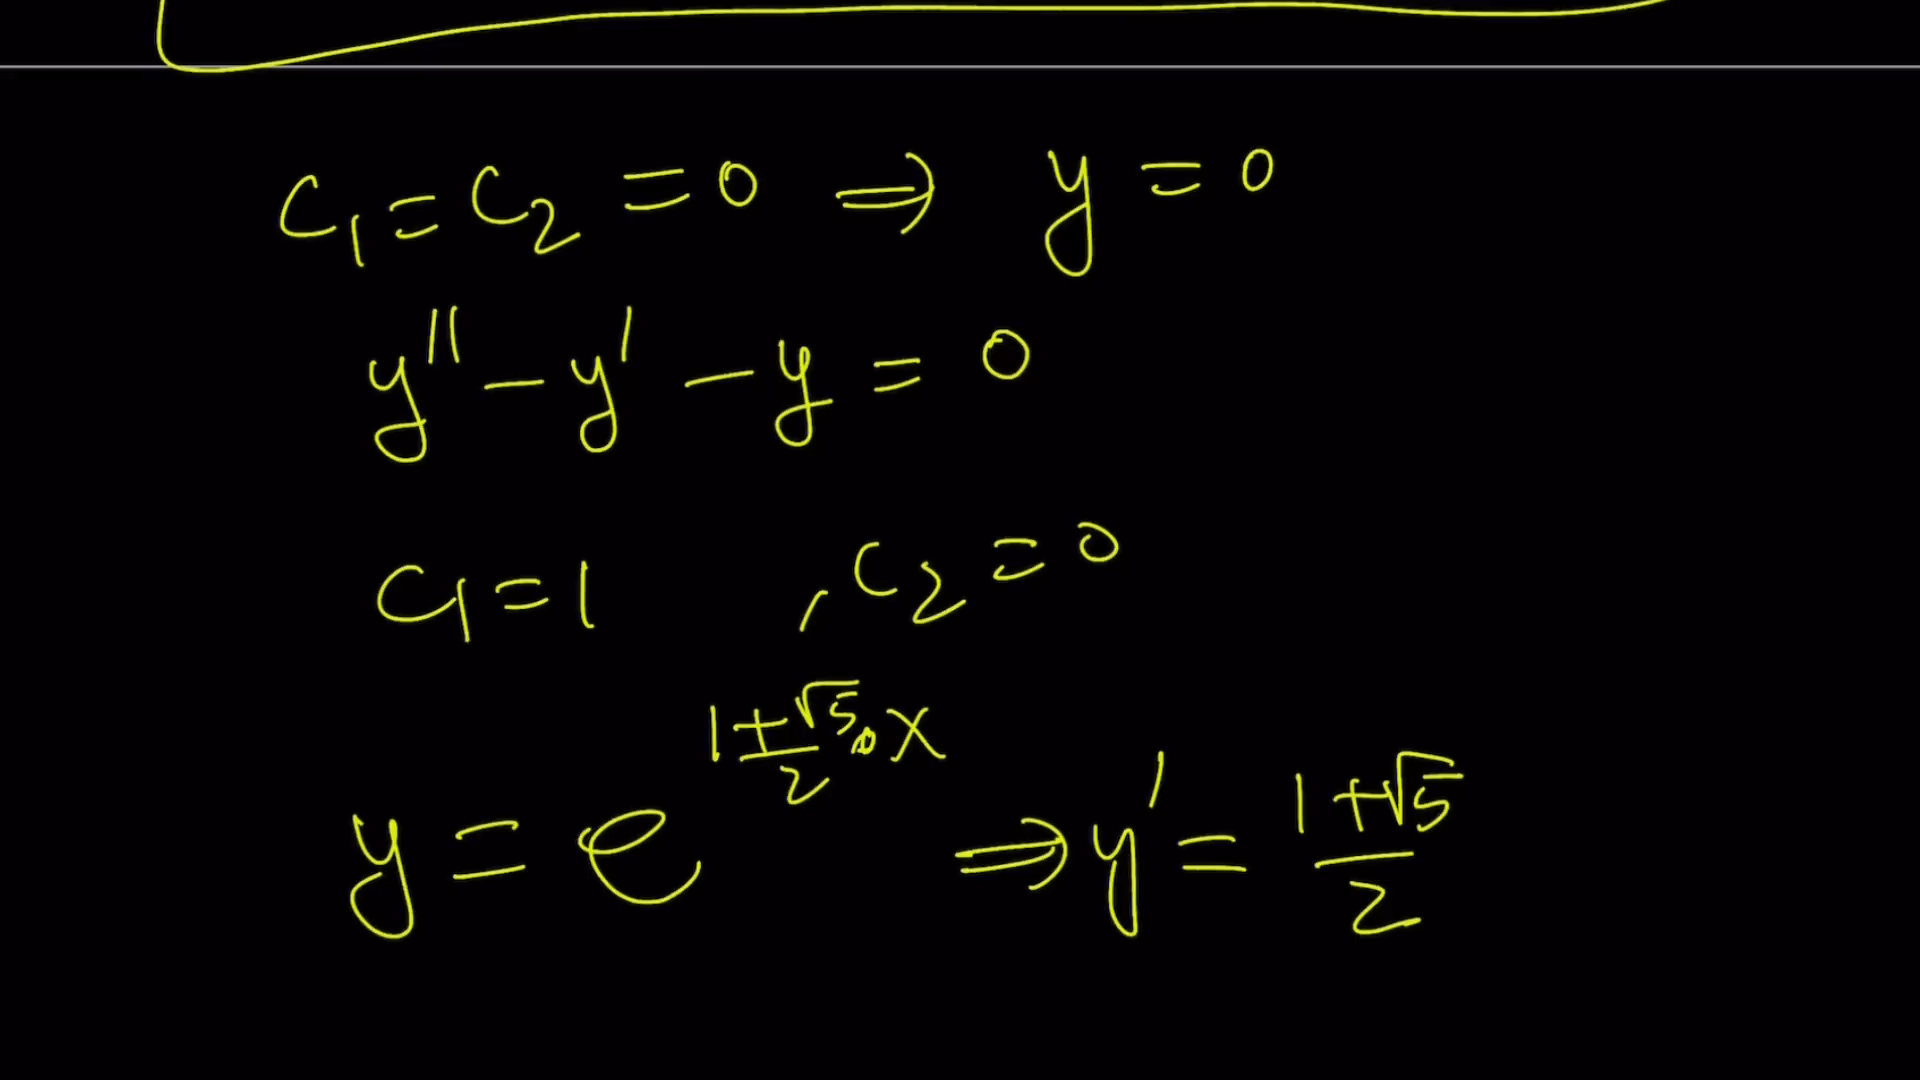 C₁ = C₂ = 0 ⇒ y = 0
y'' - y' - y = 0
C₁ = 1 , C₂ = 0
y = e^((1+√5)/2 · x) ⇒ y' = (1+√5)/2